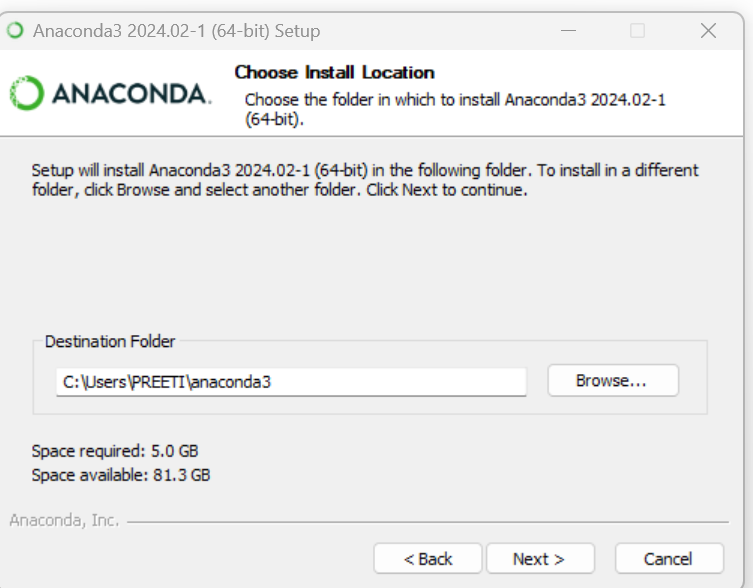 Anaconda3 2024.02-1 (64-bit) Setup
ANACONDA.
Choose Install Location
Choose the folder in which to install Anaconda3 2024.02-1
(64-bit).
Setup will install Anaconda3 2024.02-1 (64-bit) in the following folder. To install in a different
folder, click Browse and select another folder. Click Next to continue.
Destination Folder
C:\Users\PREETI\anaconda3
Browse...
Space required: 5.0 GB
Space available: 81.3 GB
Anaconda, Inc.
< Back
Next >
Cancel